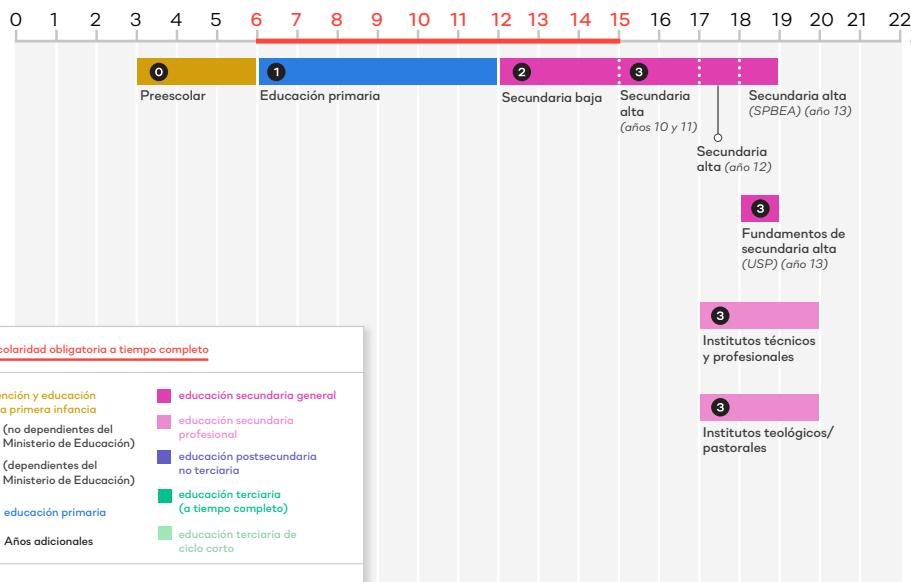 0 1 2 3 4 5 6 7 8 9 10 11 12 13 14 15 16 17 18 19 20 21 22
0
Preescolar
1
Educación primaria
2
Secundaria baja
3
Secundaria
alta
(años 10 y 11)
Secundaria
alta (año 12)
Secundaria alta
(SPBEA) (año 13)
3
Fundamentos de
secundaria alta
(USP) (año 13)
3
Institutos técnicos
y profesionales
3
Institutos teológicos/
pastorales
colaridad obligatoria a tiempo completo
nción y educación
a primera infancia
(no dependientes del
Ministerio de Educación)
(dependientes del
Ministerio de Educación)
educación primaria
Años adicionales
educación secundaria general
educación secundaria
profesional
educación postsecundaria
no terciaria
educación terciaria
(a tiempo completo)
educación terciaria de
ciclo corto